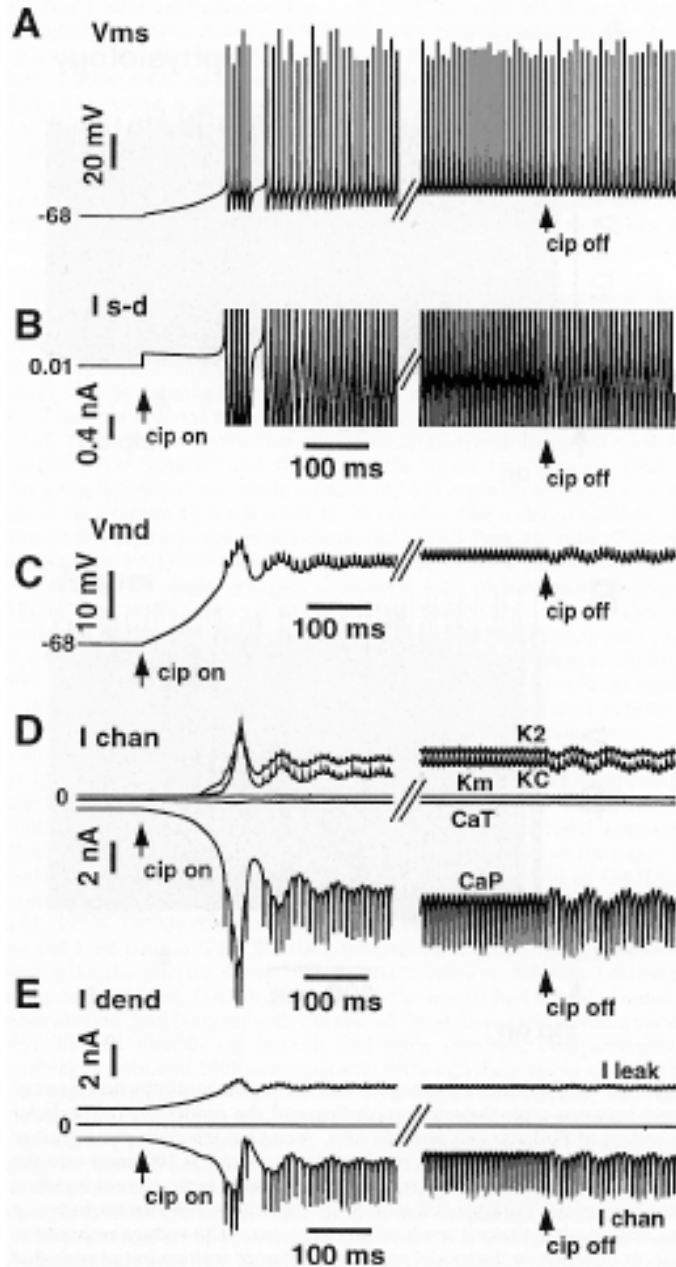 A
Vms
20 mV
-68
cip off
B
I s-d
0.01
0.4 nA
cip on
100 ms
cip off
C
Vmd
10 mV
-68
100 ms
cip on
cip off
D
I chan
K2
0
Km
KC
CaT
2 nA
cip on
CaP
100 ms
cip off
E
I dend
2 nA
I leak
0
cip on
I chan
100 ms
cip off